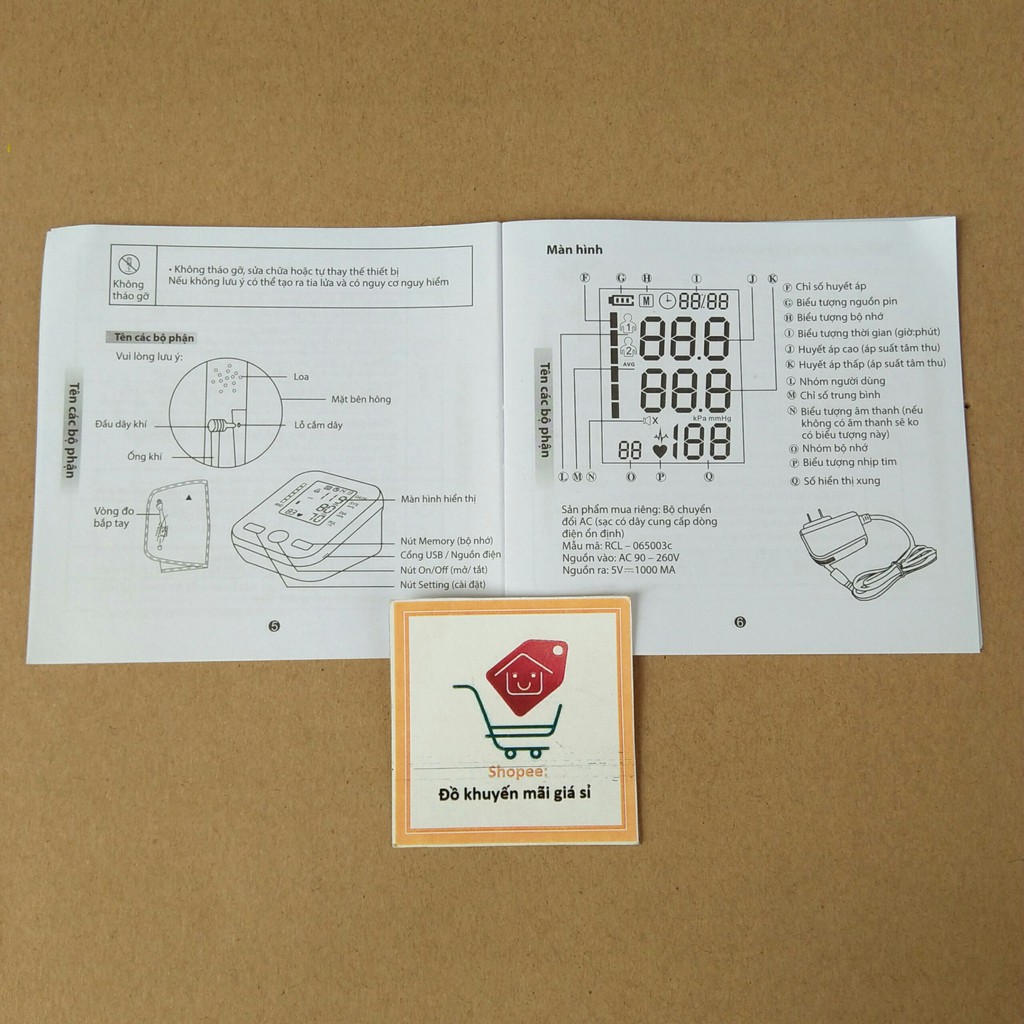 Không
tháo gỡ
• Không tháo gỡ, sửa chữa hoặc tự thay thế thiết bị
Nếu không lưu ý có thể tạo ra tia lửa và có nguy cơ nguy hiểm
Tên các bộ phận
Vui lòng lưu ý:
Tên các bộ phận
Loa
Mặt bên hông
Đầu dây khí
Lỗ cắm dây
Ống khí
Vòng đo
bắp tay
Màn hình hiển thị
Nút Memory (bộ nhớ)
Cổng USB / Nguồn điện
Nút On/Off (mở/ tắt)
Nút Setting (cài đặt)
5
Màn hình
Tên các bộ phận
F G H I J K
M 88/88
1 88.8
2
AVG
88.8
kPa mmHg
X
88 188
L M N O P Q
F Chỉ số huyết áp
G Biểu tượng nguồn pin
H Biểu tượng bộ nhớ
I Biểu tượng thời gian (giờ:phút)
J Huyết áp cao (áp suất tâm thu)
K Huyết áp thấp (áp suất tâm thu)
L Nhóm người dùng
M Chỉ số trung bình
N Biểu tượng âm thanh (nếu
không có âm thanh sẽ ko
có biểu tượng này)
O Nhóm bộ nhớ
P Biểu tượng nhịp tim
Q Số hiển thị xung
Sản phẩm mua riêng: Bộ chuyển
đổi AC (sạc có dây cung cấp dòng
điện ổn định)
Mẫu mã: RCL – 065003c
Nguồn vào: AC 90 – 260V
Nguồn ra: 5V⎓1000 MA
6
Shopee:
Đồ khuyến mãi giá sỉ